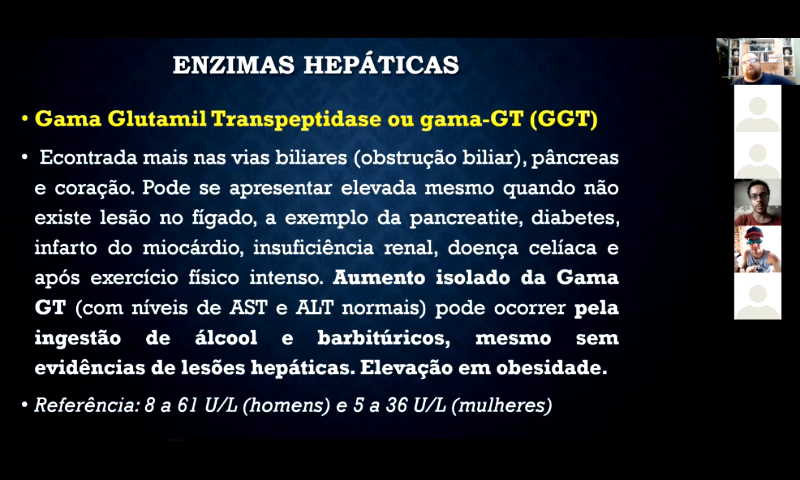 ENZIMAS HEPÁTICAS
• Gama Glutamil Transpeptidase ou gama-GT (GGT)
• Econtrada mais nas vias biliares (obstrução biliar), pâncreas
e coração. Pode se apresentar elevada mesmo quando não
existe lesão no fígado, a exemplo da pancreatite, diabetes,
infarto do miocárdio, insuficiência renal, doença celíaca e
após exercício físico intenso. Aumento isolado da Gama
GT (com níveis de AST e ALT normais) pode ocorrer pela
ingestão de álcool e barbitúricos, mesmo sem
evidências de lesões hepáticas. Elevação em obesidade.
• Referência: 8 a 61 U/L (homens) e 5 a 36 U/L (mulheres)